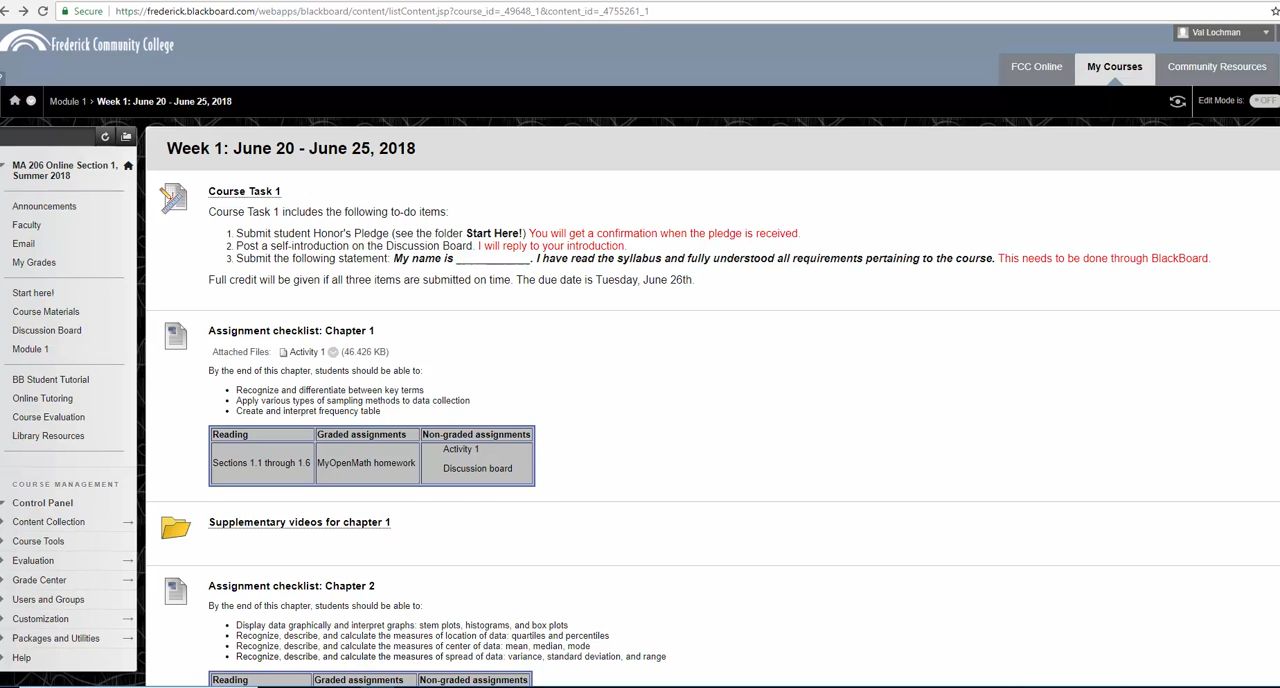 Secure | https://frederick.blackboard.com/webapps/blackboard/content/listContent.jsp?course_id=_49648_1&content_id=_4755261_1
Frederick Community College
Val Lochman
FCC Online
My Courses
Community Resources
Module 1 > Week 1: June 20 - June 25, 2018
Edit Mode is: OFF
MA 206 Online Section 1,
Summer 2018
Announcements
Faculty
Email
My Grades
Start here!
Course Materials
Discussion Board
Module 1
BB Student Tutorial
Online Tutoring
Course Evaluation
Library Resources
COURSE MANAGEMENT
Control Panel
Content Collection
Course Tools
Evaluation
Grade Center
Users and Groups
Customization
Packages and Utilities
Help
Week 1: June 20 - June 25, 2018
Course Task 1
Course Task 1 includes the following to-do items:
1. Submit student Honor's Pledge (see the folder Start Here!) You will get a confirmation when the pledge is received.
2. Post a self-introduction on the Discussion Board. I will reply to your introduction.
3. Submit the following statement: My name is ____________. I have read the syllabus and fully understood all requirements pertaining to the course. This needs to be done through BlackBoard.
Full credit will be given if all three items are submitted on time. The due date is Tuesday, June 26th.
Assignment checklist: Chapter 1
Attached Files: Activity 1 (46.426 KB)
By the end of this chapter, students should be able to:
• Recognize and differentiate between key terms
• Apply various types of sampling methods to data collection
• Create and interpret frequency table
Reading Graded assignments Non-graded assignments
Sections 1.1 through 1.6 MyOpenMath homework Activity 1
Discussion board
Supplementary videos for chapter 1
Assignment checklist: Chapter 2
By the end of this chapter, students should be able to:
• Display data graphically and interpret graphs: stem plots, histograms, and box plots
• Recognize, describe, and calculate the measures of location of data: quartiles and percentiles
• Recognize, describe, and calculate the measures of center of data: mean, median, mode
• Recognize, describe, and calculate the measures of spread of data: variance, standard deviation, and range
Reading Graded assignments Non-graded assignments